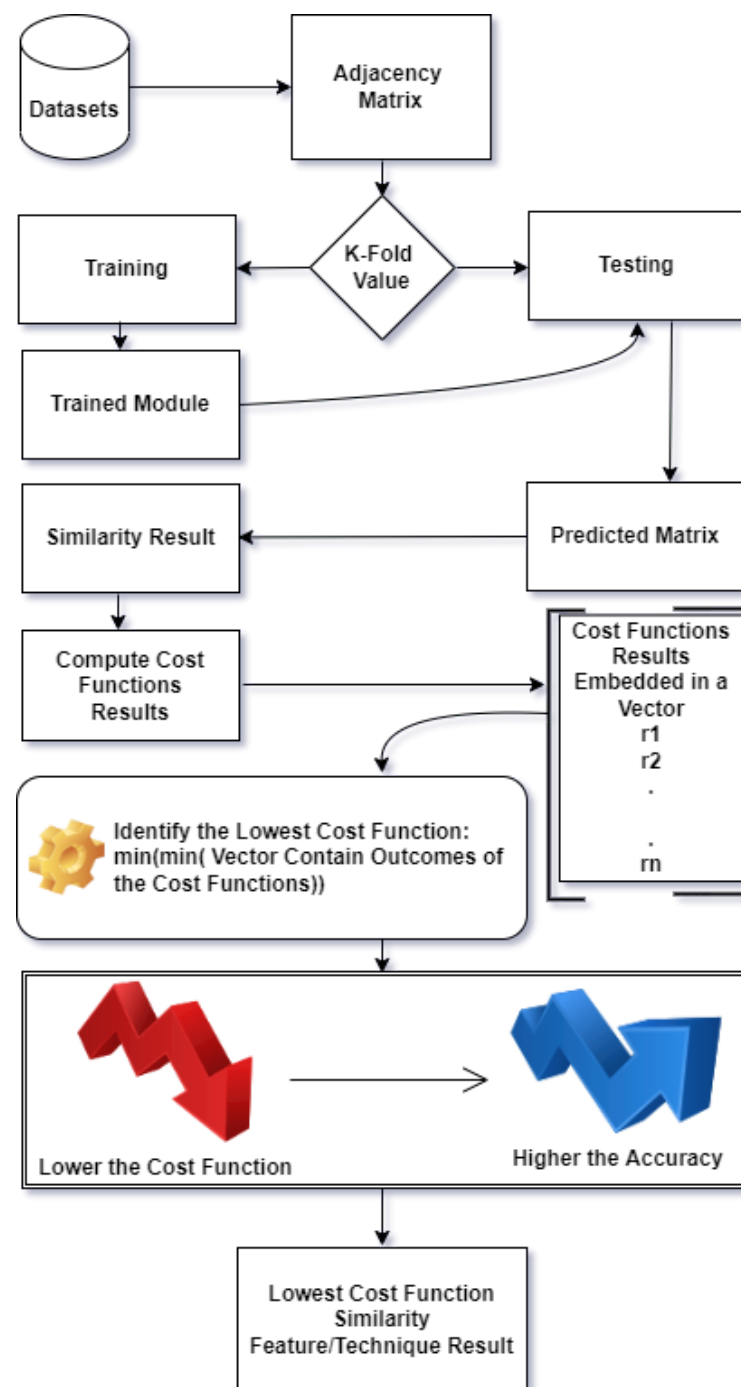 Datasets
Adjacency
Matrix
K-Fold
Value
Training
Testing
Trained Module
Similarity Result
Predicted Matrix
Compute Cost
Functions
Results
Cost Functions
Results
Embedded in a
Vector
r1
r2
.
.
rn
Identify the Lowest Cost Function:
min(min( Vector Contain Outcomes of
the Cost Functions))
Lower the Cost Function
Higher the Accuracy
Lowest Cost Function
Similarity
Feature/Technique Result